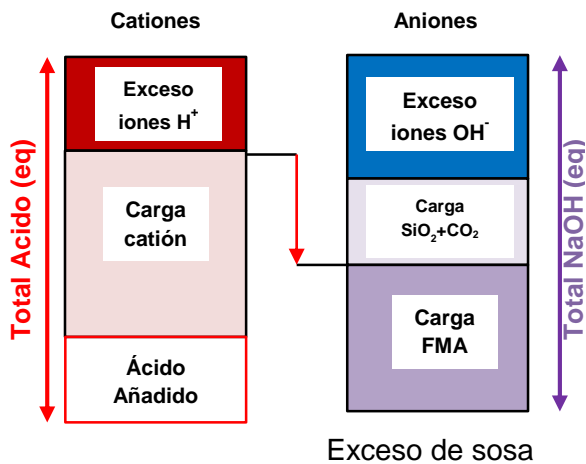 Cationes
Aniones
Total Acido (eq)
Exceso
iones H⁺
Carga
catión
Ácido
Añadido
Exceso
iones OH⁻
Carga
SiO₂+CO₂
Carga
FMA
Total NaOH (eq)
Exceso de sosa